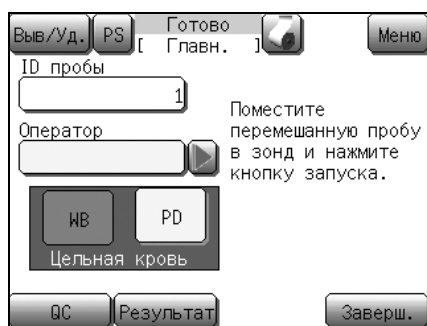 Выв/Уд. PS Готово Меню
[ Главн. ]
ID пробы
1
Оператор
Поместите
перемешанную пробу
в зонд и нажмите
кнопку запуска.
WB PD
Цельная кровь
QC Результат Заверш.